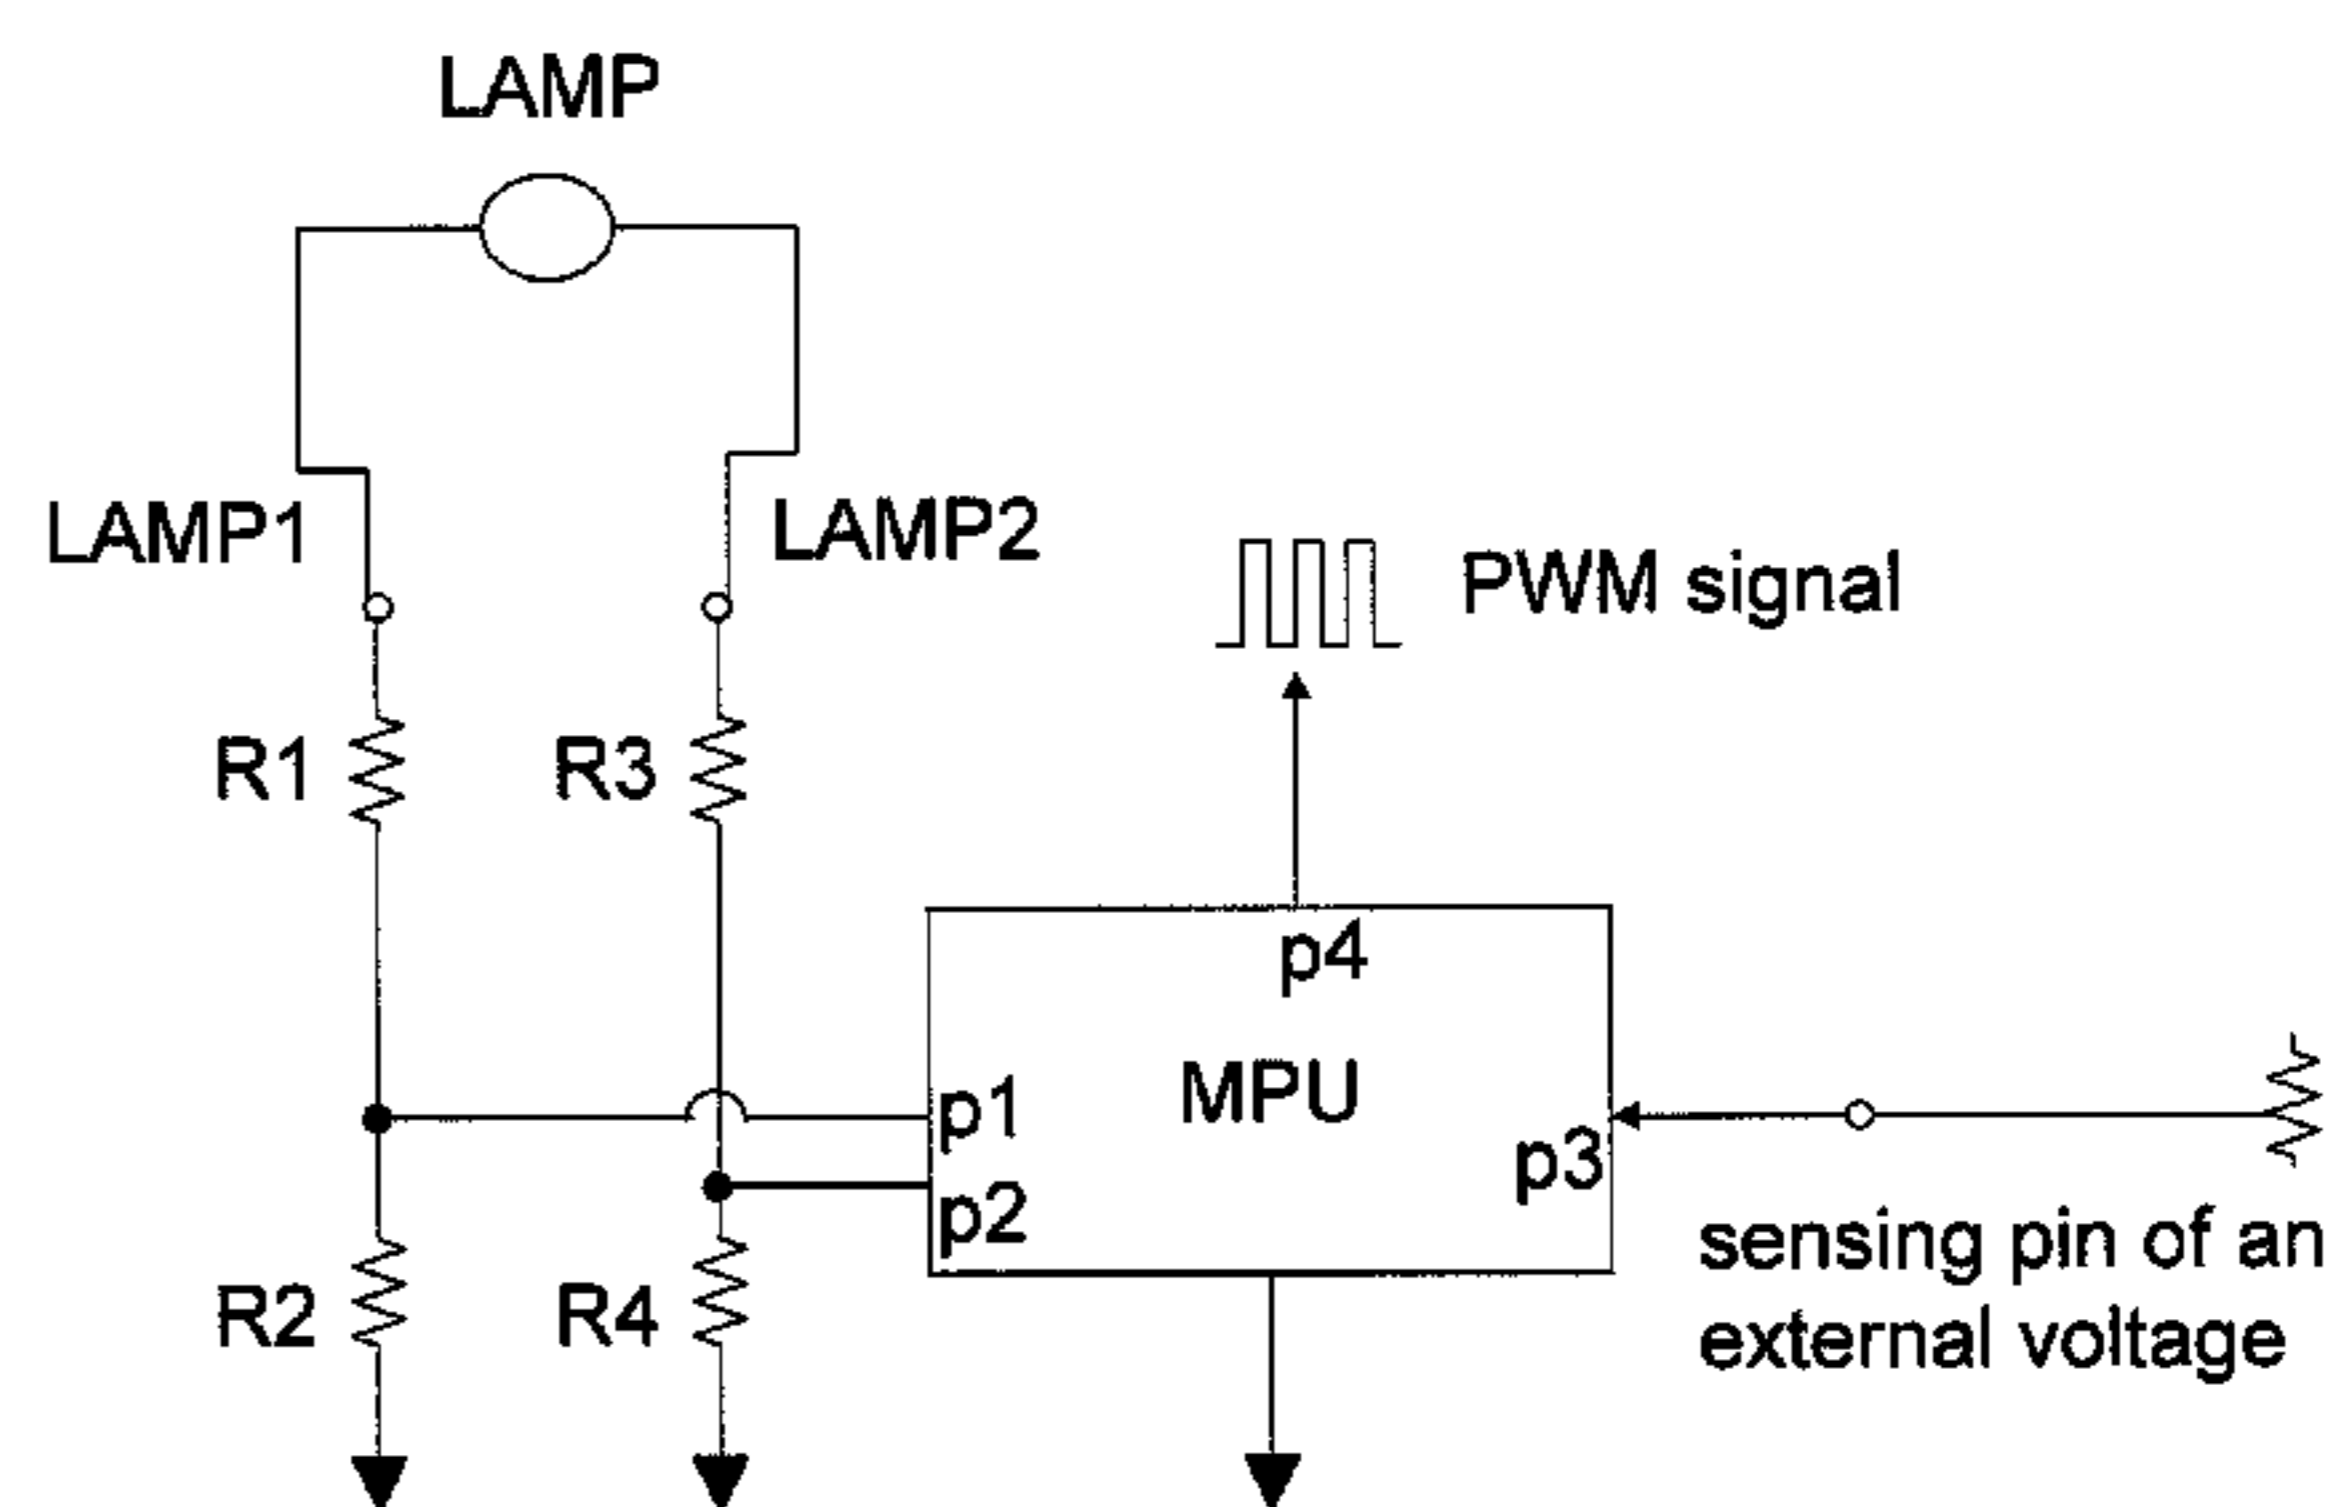 LAMP
LAMP1
LAMP2
PWM signal
R1
R3
p4
MPU
p1
p3
p2
sensing pin of an
external voltage
R2
R4